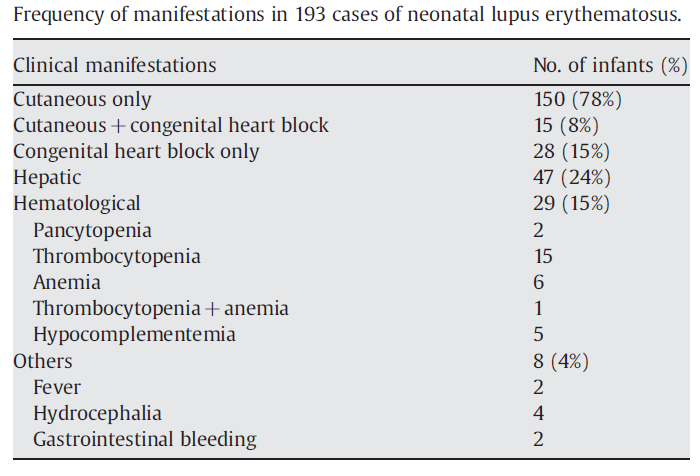 Frequency of manifestations in 193 cases of neonatal lupus erythematosus.
Clinical manifestations No. of infants (%)
Cutaneous only 150 (78%)
Cutaneous + congenital heart block 15 (8%)
Congenital heart block only 28 (15%)
Hepatic 47 (24%)
Hematological 29 (15%)
Pancytopenia 2
Thrombocytopenia 15
Anemia 6
Thrombocytopenia + anemia 1
Hypocomplementemia 5
Others 8 (4%)
Fever 2
Hydrocephalia 4
Gastrointestinal bleeding 2